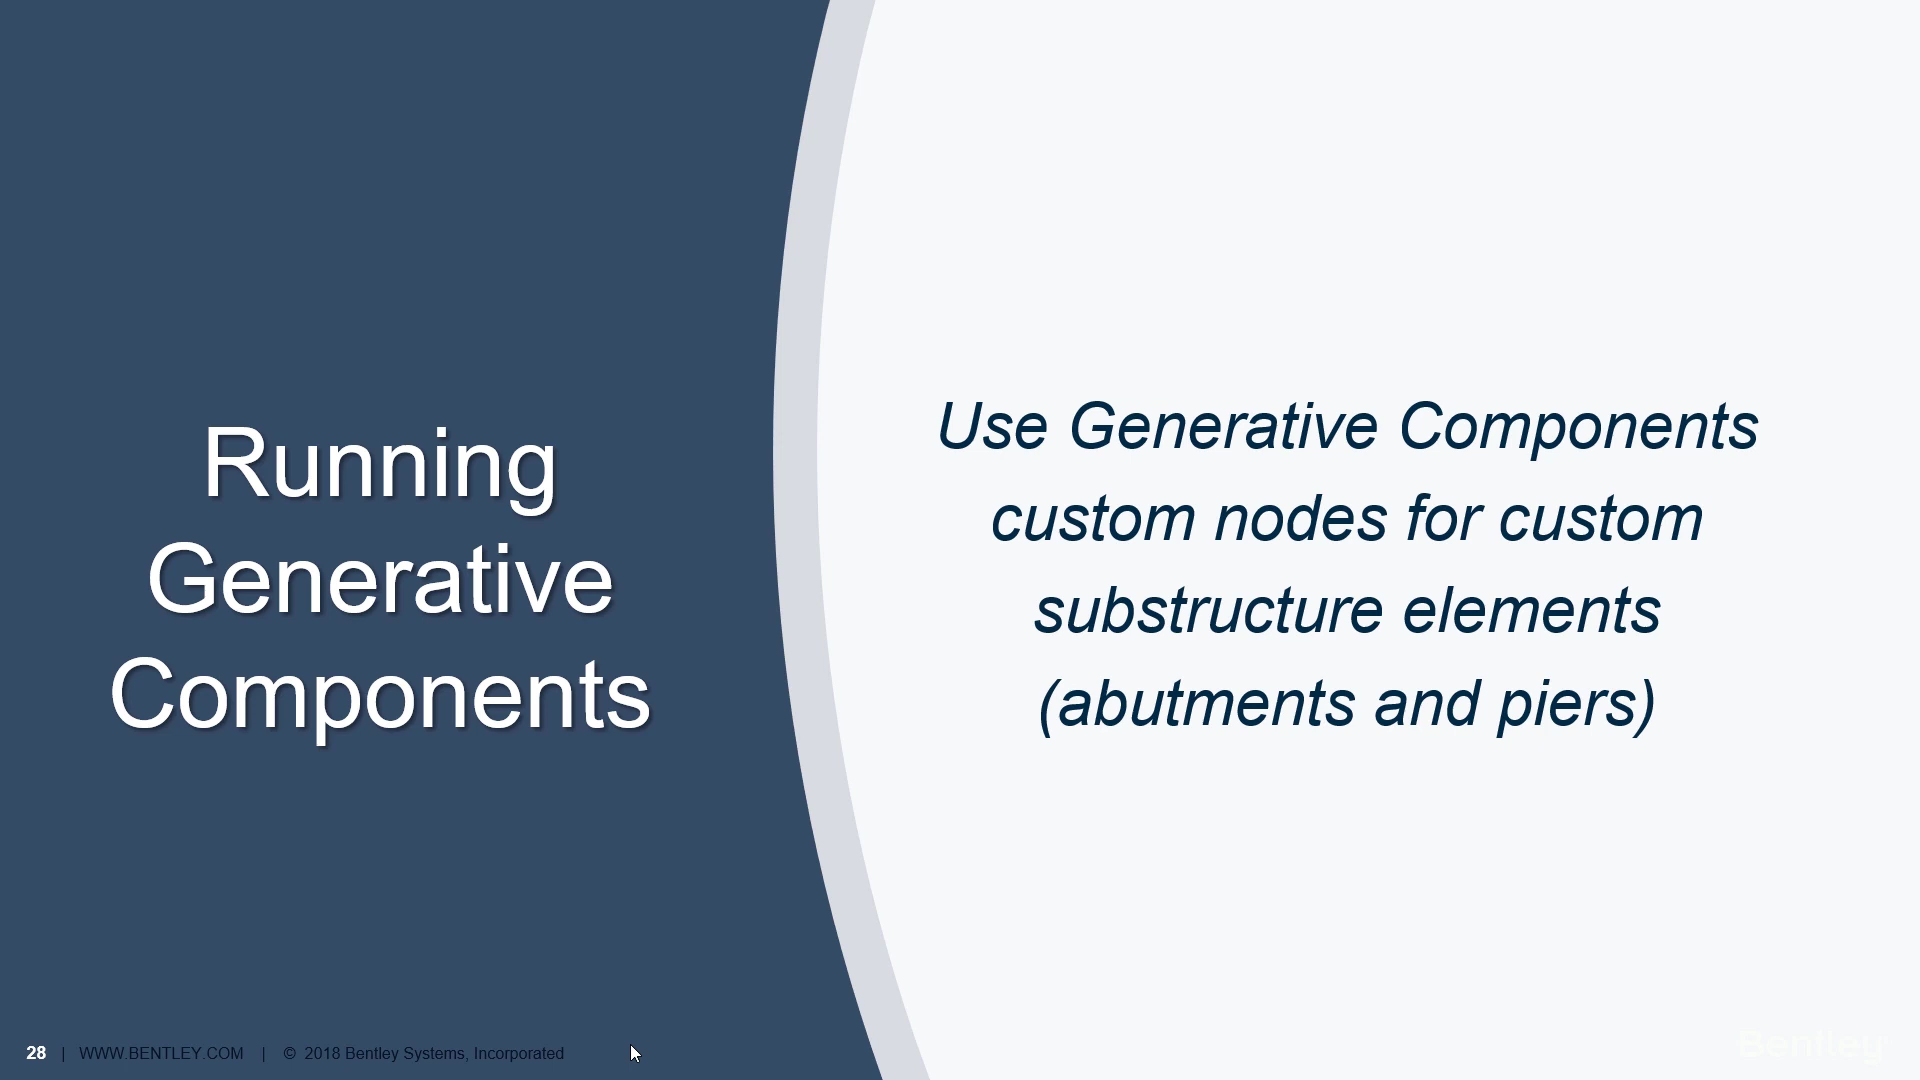 Running
Generative
Components
Use Generative Components
custom nodes for custom
substructure elements
(abutments and piers)
28 | WWW.BENTLEY.COM | © 2018 Bentley Systems, Incorporated
Bentley